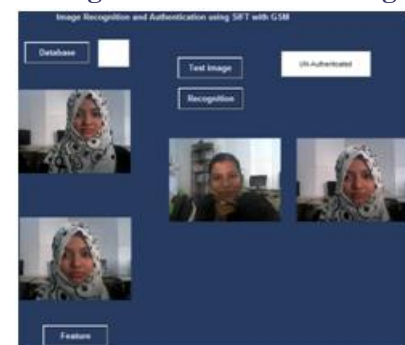 Image Recognition and Authentication using SIFT with GSM
Database
Test Image
UN-Authenticated
Recognition
Feature